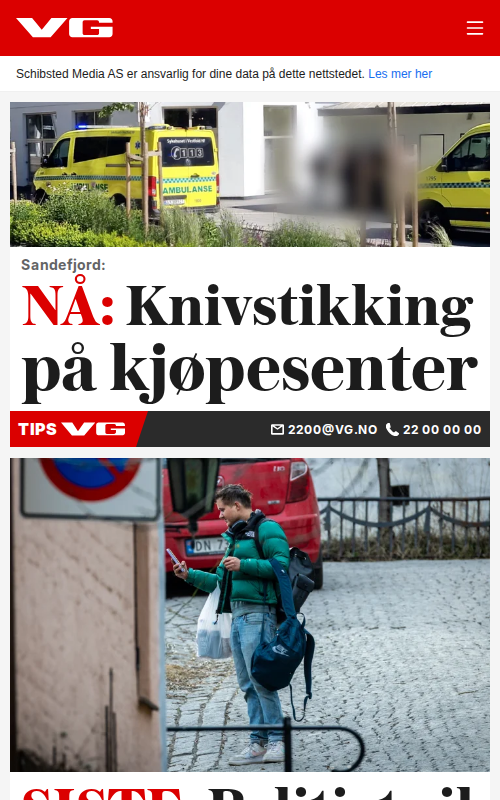 VG
Schibsted Media AS er ansvarlig for dine data på dette nettstedet. Les mer her
113
AMBULANSE
Sandefjord:
NÅ: Knivstikking
på kjøpesenter
TIPS VG
2200@VG.NO 22 00 00 00